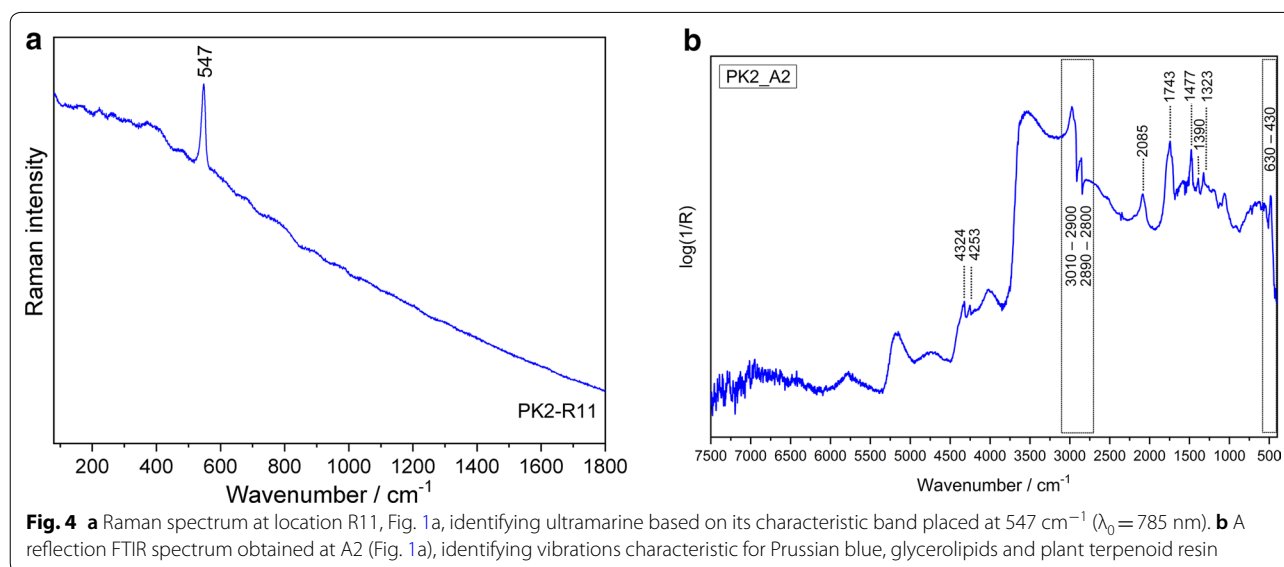 a
547
Raman intensity
200 400 600 800 1000 1200 1400 1600 1800
Wavenumber / cm⁻¹
PK2-R11
b
PK2_A2
log(1/R)
4324
4253
3010 – 2900
2890 – 2800
2085
1743
1477
1390
1323
630 – 430
7500 7000 6500 6000 5500 5000 4500 4000 3500 3000 2500 2000 1500 1000 500
Wavenumber / cm⁻¹
Fig. 4 a Raman spectrum at location R11, Fig. 1a, identifying ultramarine based on its characteristic band placed at 547 cm⁻¹ (λ₀ = 785 nm). b A
reflection FTIR spectrum obtained at A2 (Fig. 1a), identifying vibrations characteristic for Prussian blue, glycerolipids and plant terpenoid resin